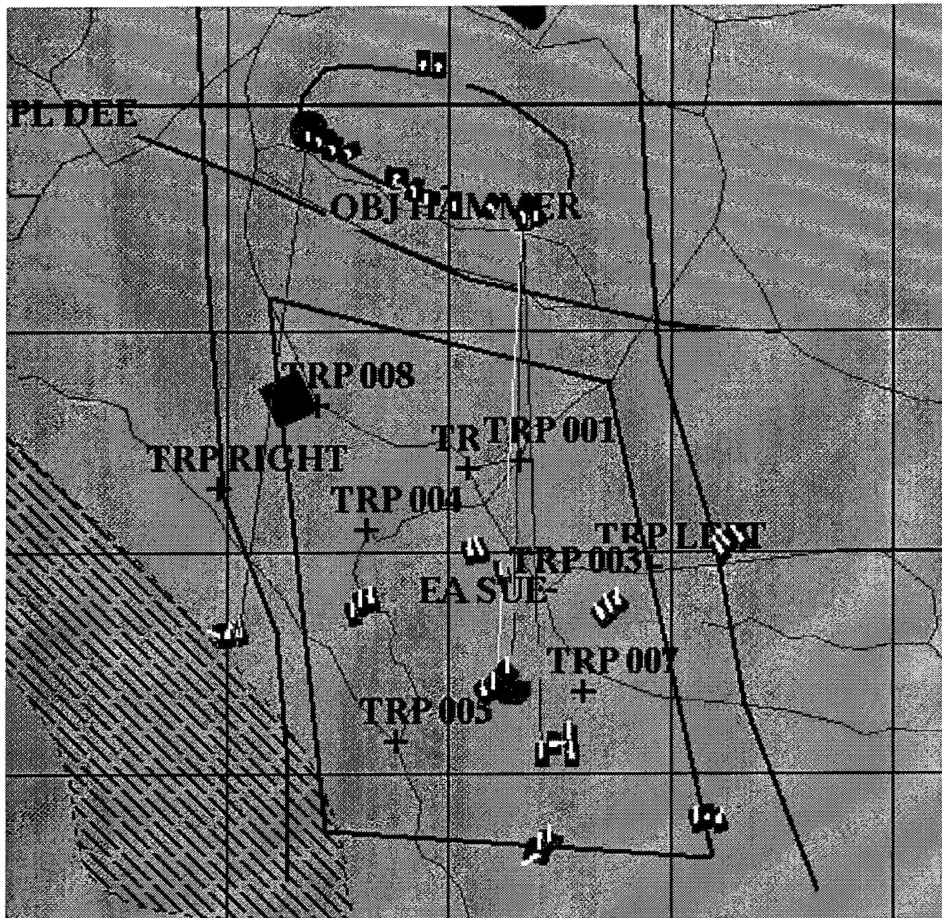 PL DEE
OBJ HAMMER
TRP 008
TR
TRP 001
TRP RIGHT
TRP 004
TRP LEFT
TRP 003
EA SUE
TRP 007
TRP 005